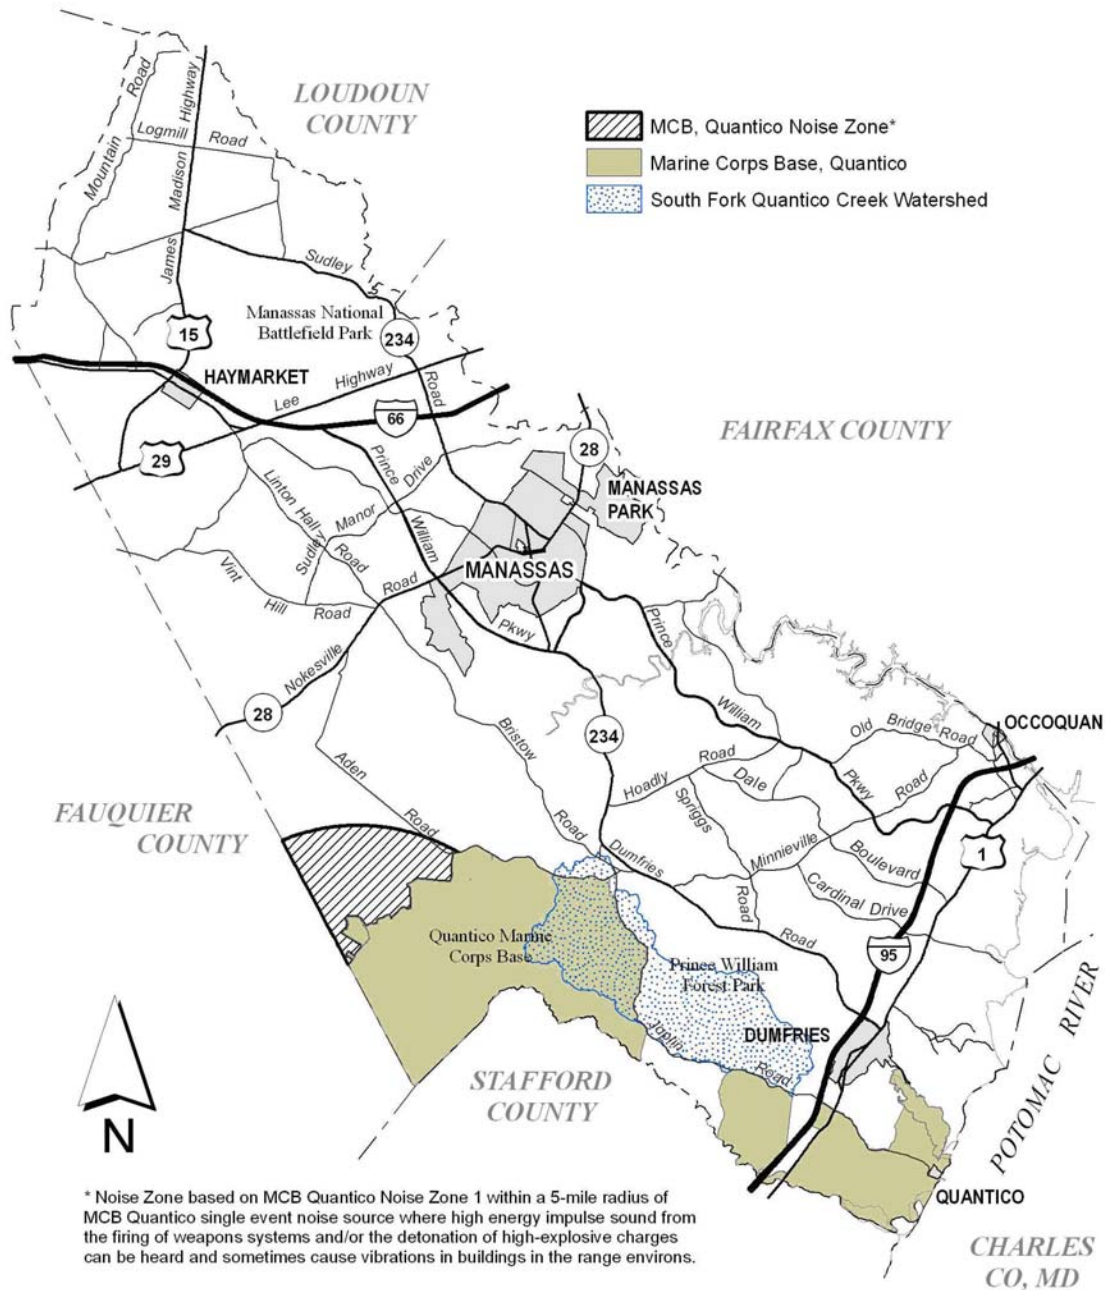 LOUDOUN
COUNTY
MCB, Quantico Noise Zone*
Marine Corps Base, Quantico
South Fork Quantico Creek Watershed
Mountain Road
Logmill Road
James Madison Highway
Sudley Road
Manassas National
Battlefield Park
15
234
HAYMARKET
Lee Highway
66
29
28
FAIRFAX COUNTY
MANASSAS
PARK
Prince William Pkwy
Linton Hall Road
Sudley Manor Drive
MANASSAS
Vint Hill Road
Nokesville Road
28
Prince William Pkwy
234
Bristow Road
Aden Road
Old Bridge Road
OCCOQUAN
Hoadly Road
Dale Boulevard
Spriggs Road
Minnieville Road
1
FAUQUIER
COUNTY
Dumfries Road
Cardinal Drive
95
Quantico Marine
Corps Base
Prince William
Forest Park
Joplin Road
DUMFRIES
STAFFORD
COUNTY
POTOMAC RIVER
QUANTICO
N
* Noise Zone based on MCB Quantico Noise Zone 1 within a 5-mile radius of
MCB Quantico single event noise source where high energy impulse sound from
the firing of weapons systems and/or the detonation of high-explosive charges
can be heard and sometimes cause vibrations in buildings in the range environs.
CHARLES
CO, MD